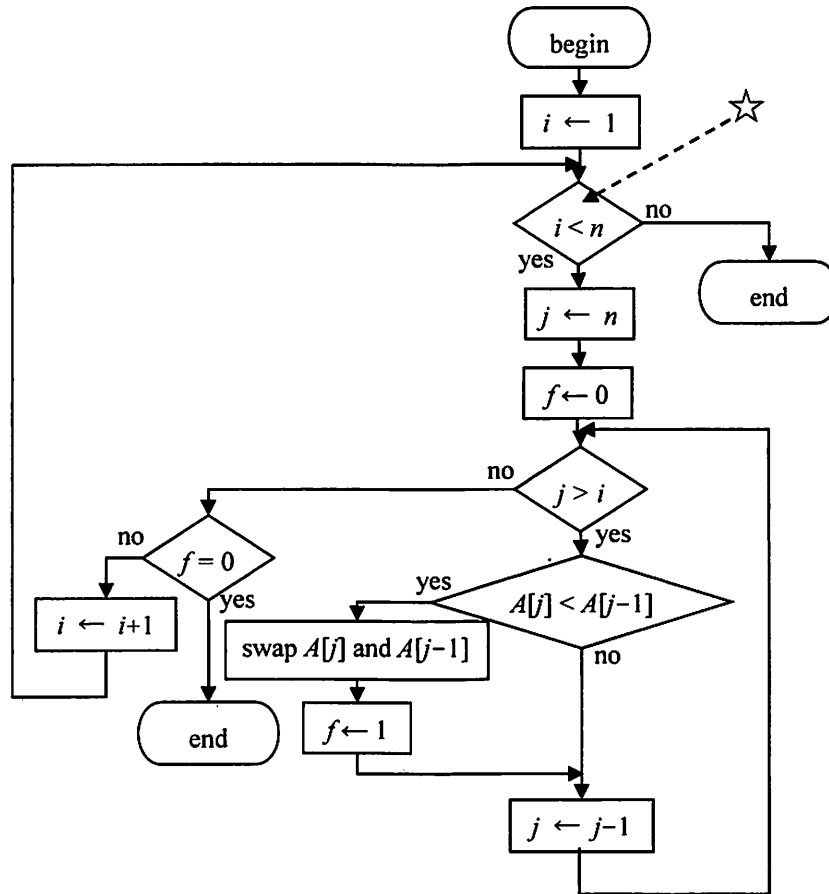 begin
i ← 1
i < n
no
yes
end
j ← n
f ← 0
no
j > i
yes
no
f = 0
yes
yes
A[j] < A[j−1]
i ← i+1
swap A[j] and A[j−1]
no
end
f ← 1
j ← j−1